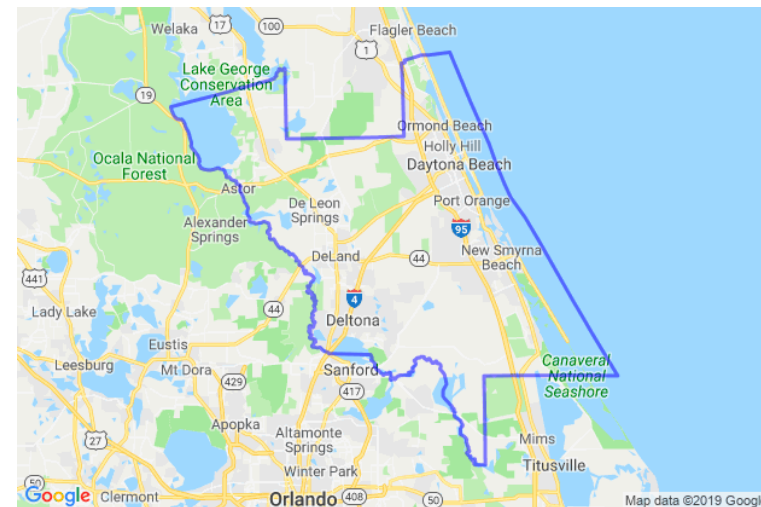 Flagler Beach
Welaka
17
100
1
Lake George
Conservation
Area
19
Ormond Beach
Holly Hill
Daytona Beach
Ocala National
Forest
Astor
De Leon
Springs
Port Orange
Alexander
Springs
95
DeLand
44
New Smyrna
Beach
441
4
44
Lady Lake
Deltona
Eustis
Leesburg
Mt Dora
Sanford
Canaveral
National
Seashore
429
417
Apopka
Altamonte
Springs
27
Mims
Winter Park
Titusville
50
Google
Clermont
Orlando
408
50
Map data ©2019 Googl